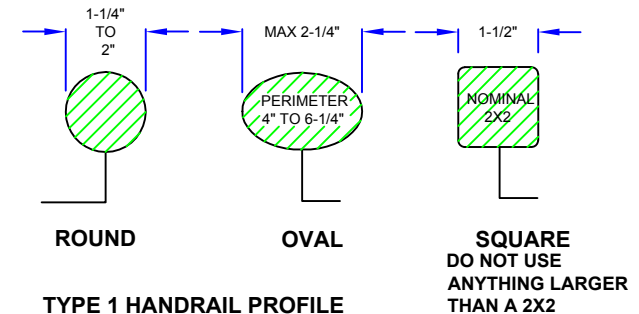 1-1/4"
TO
2"
MAX 2-1/4"
1-1/2"
PERIMETER
4" TO 6-1/4"
NOMINAL
2X2
ROUND
OVAL
SQUARE
DO NOT USE
ANYTHING LARGER
THAN A 2X2
TYPE 1 HANDRAIL PROFILE